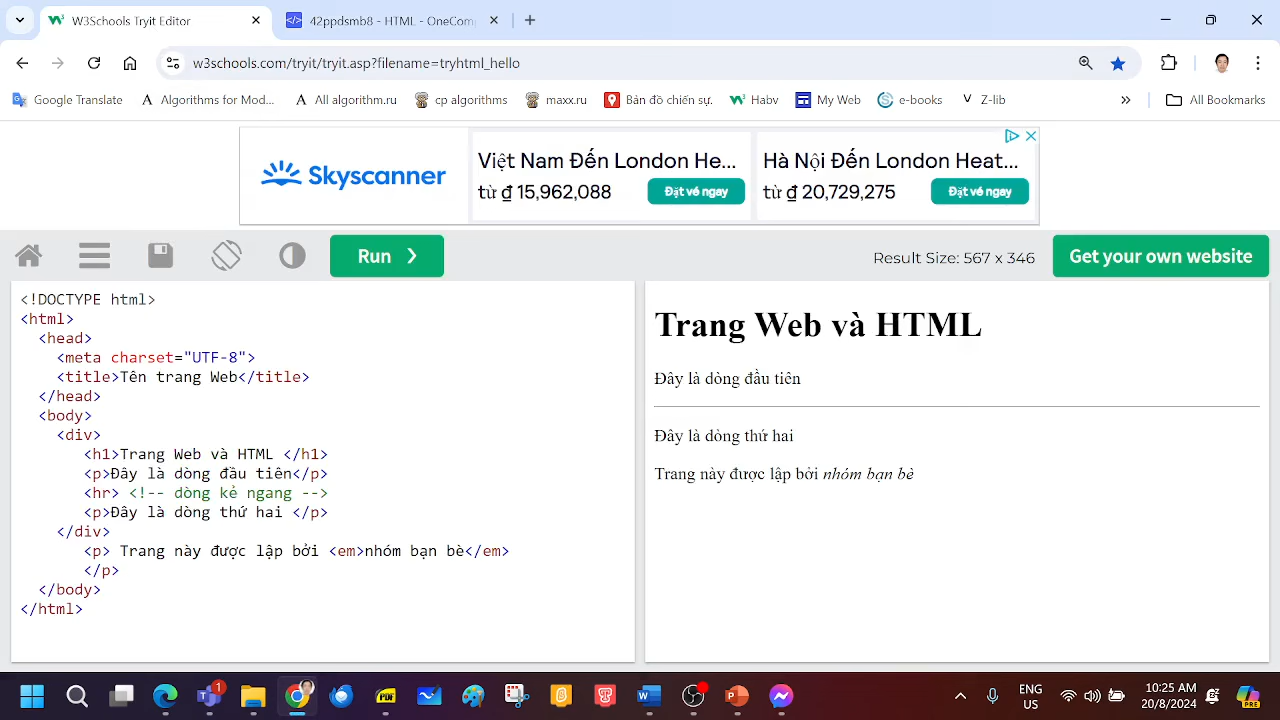 W3Schools Tryit Editor
42ppdsmb8 - HTML - OneComp
w3schools.com/tryit/tryit.asp?filename=tryhtml_hello
Google Translate
Algorithms for Mod...
All algorithm.ru
cp algorithms
maxx.ru
Bản đồ chiến sự.
Habv
My Web
e-books
Z-lib
All Bookmarks
Skyscanner
Việt Nam Đến London He...
từ ₫ 15,962,088
Đặt vé ngay
Hà Nội Đến London Heat...
từ ₫ 20,729,275
Đặt vé ngay
Run ❯
Result Size: 567 x 346
Get your own website
<!DOCTYPE html>
<html>
<head>
<meta charset="UTF-8">
<title>Tên trang Web</title>
</head>
<body>
<div>
<h1>Trang Web và HTML </h1>
<p>Đây là dòng đầu tiên</p>
<hr> <!-- dòng kẻ ngang -->
<p>Đây là dòng thứ hai </p>
</div>
<p> Trang này được lập bởi <em>nhóm bạn bè</em>
</p>
</body>
</html>
Trang Web và HTML
Đây là dòng đầu tiên
Đây là dòng thứ hai
Trang này được lập bởi nhóm bạn bè
1
PDF
ENG
US
10:25 AM
20/8/2024
PRE